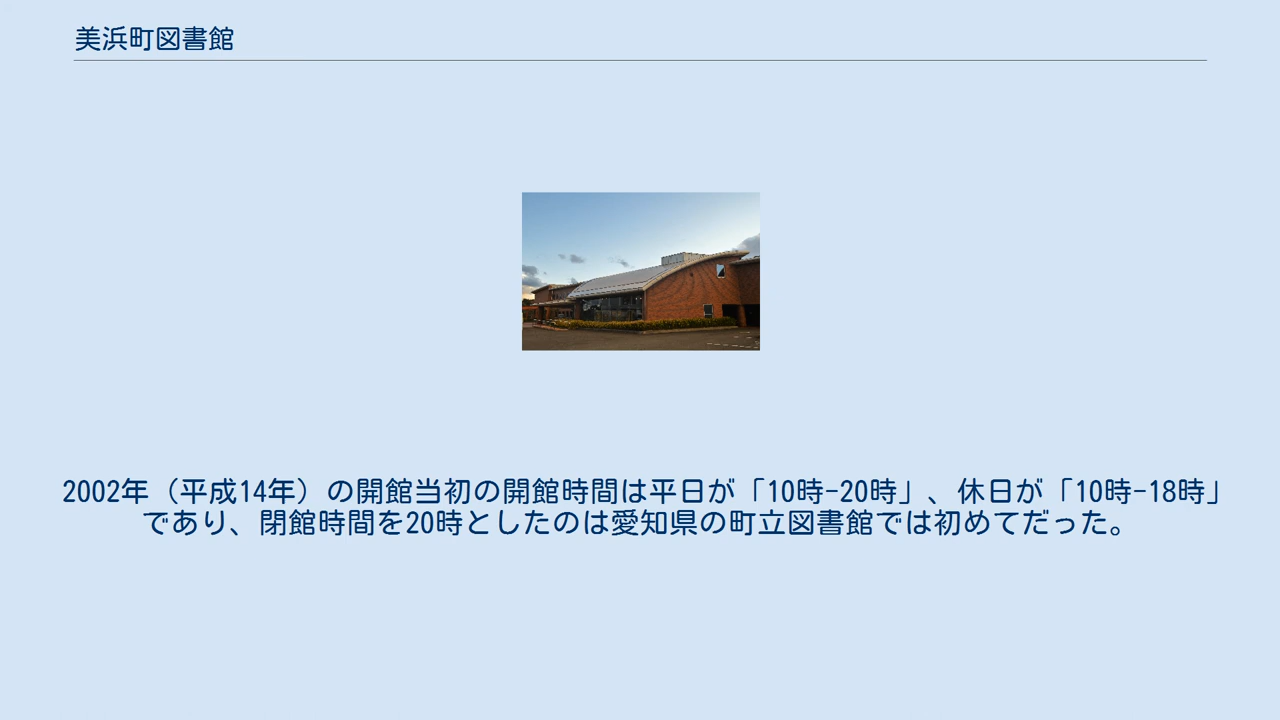 美浜町図書館
2002年（平成14年）の開館当初の開館時間は平日が「10時-20時」、休日が「10時-18時」
であり、閉館時間を20時としたのは愛知県の町立図書館では初めてだった。